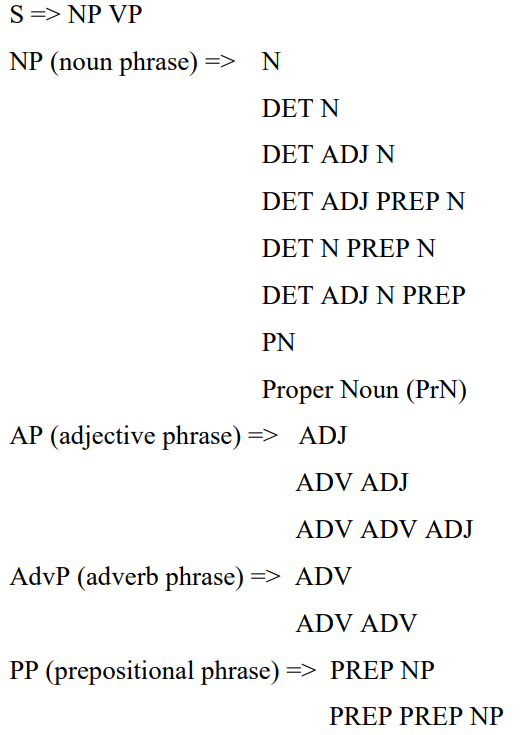 S => NP VP
NP (noun phrase) => N
DET N
DET ADJ N
DET ADJ PREP N
DET N PREP N
DET ADJ N PREP
PN
Proper Noun (PrN)
AP (adjective phrase) => ADJ
ADV ADJ
ADV ADV ADJ
AdvP (adverb phrase) => ADV
ADV ADV
PP (prepositional phrase) => PREP NP
PREP PREP NP